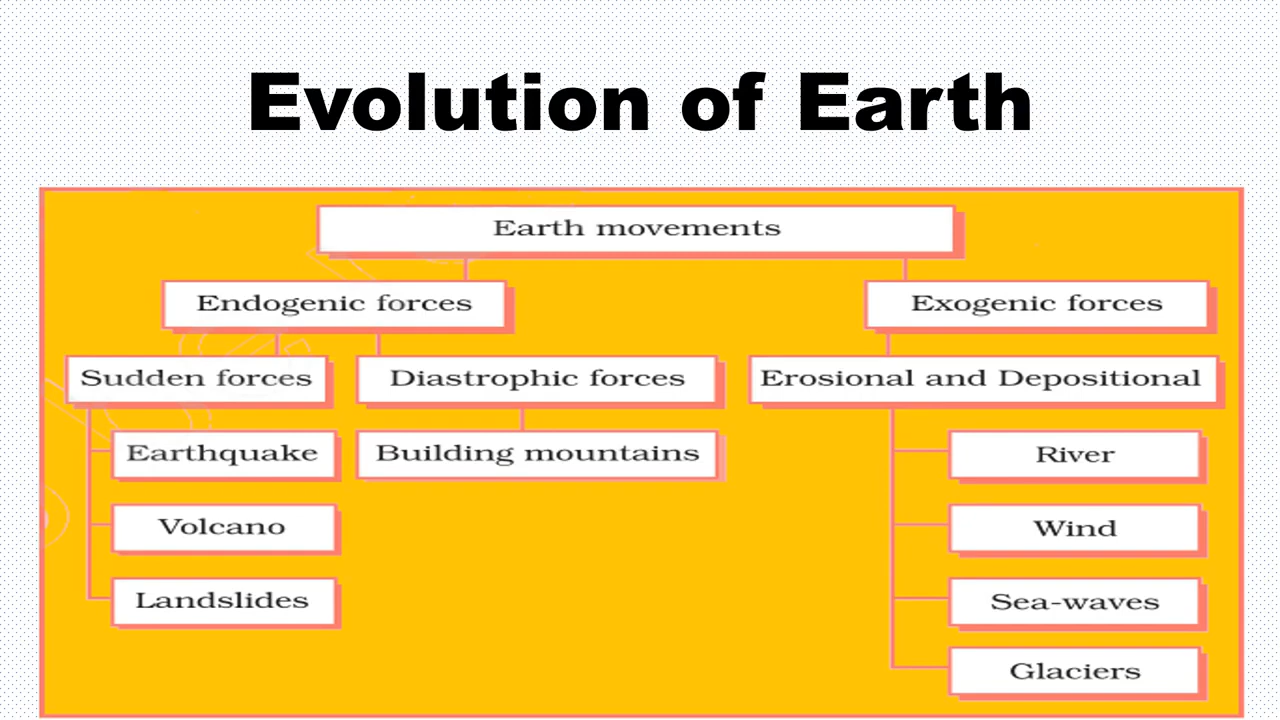 Evolution of Earth
Earth movements
Endogenic forces
Exogenic forces
Sudden forces
Diastrophic forces
Erosional and Depositional
Earthquake
Building mountains
River
Volcano
Wind
Landslides
Sea-waves
Glaciers